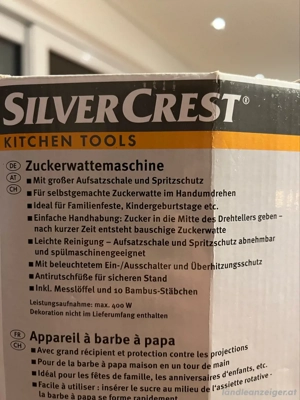 SILVERCREST®
KITCHEN TOOLS
DE AT CH Zuckerwattemaschine
■ Mit großer Aufsatzschale und Spritzschutz
■ Für selbstgemachte Zuckerwatte im Handumdrehen
■ Ideal für Familienfeste, Kindergeburtstage etc.
■ Einfache Handhabung: Zucker in die Mitte des Drehtellers geben –
nach kurzer Zeit entsteht bauschige Zuckerwatte
■ Leichte Reinigung – Aufsatzschale und Spritzschutz abnehmbar
und spülmaschinengeeignet
■ Mit beleuchtetem Ein-/Ausschalter und Überhitzungsschutz
■ Antirutschfüße für sicheren Stand
■ Inkl. Messlöffel und 10 Bambus-Stäbchen
Leistungsaufnahme: max. 400 W
Dekoration nicht im Lieferumfang enthalten
FR CH Appareil à barbe à papa
■ Avec grand récipient et protection contre les projections
■ Pour de la barbe à papa maison en un tour de main
■ Idéal pour les fêtes de famille, les anniversaires d'enfants, etc.
■ Facile à utiliser : insérer le sucre au milieu de l'assiette rotative -
la barbe à papa se forme rapidement
landleanzeiger.at